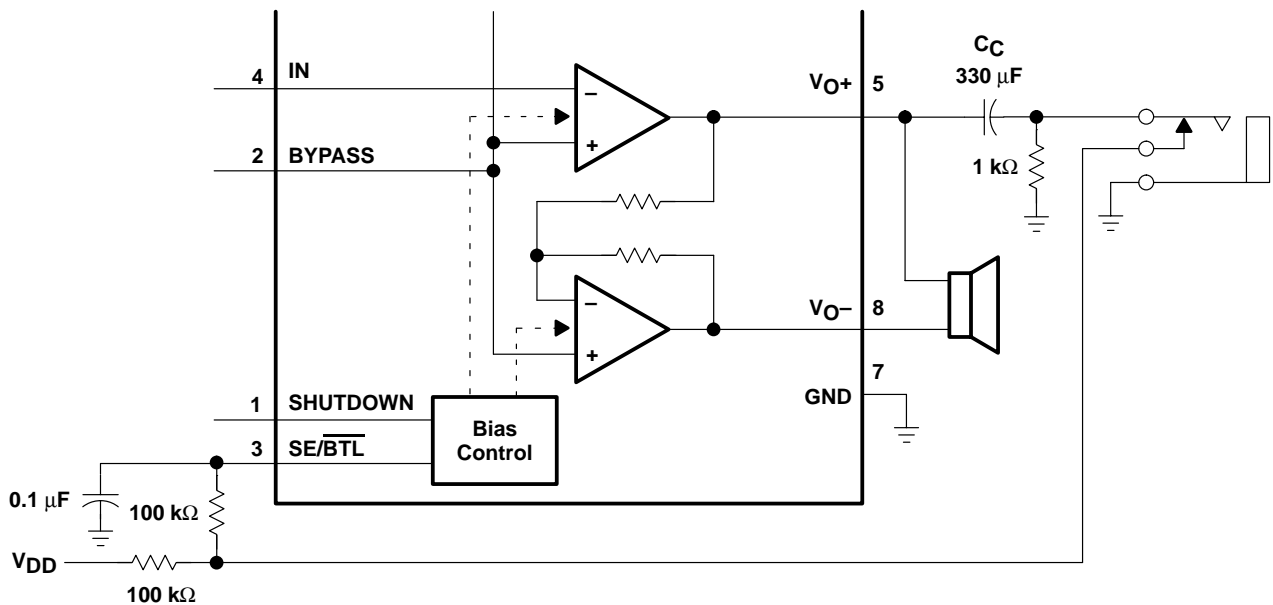 C_C
330 μF
4 IN
V_O+ 5
2 BYPASS
1 kΩ
−
+
−
+
V_O− 8
7
GND
1 SHUTDOWN
3 SE/B̅T̅L̅
Bias
Control
0.1 μF
100 kΩ
V_DD
100 kΩ